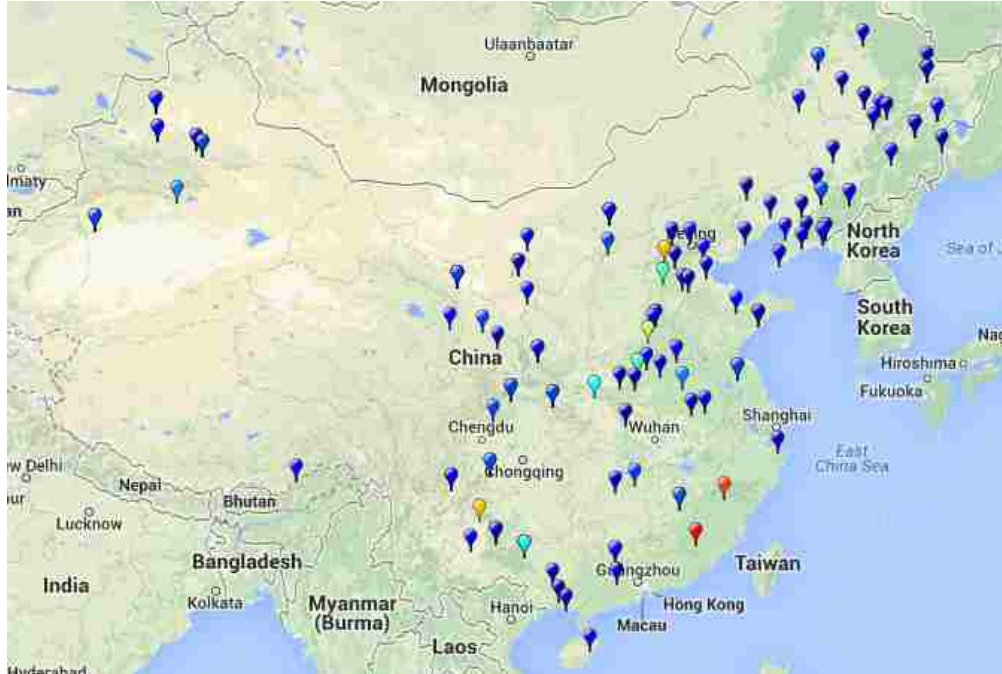 Ulaanbaatar
Mongolia
North
Korea
South
Korea
Hiroshima
Fukuoka
China
Chengdu
Chongqing
Wuhan
Shanghai
East
China Sea
Nepal
Bhutan
Lucknow
Bangladesh
India
Kolkata
Myanmar
(Burma)
Hanoi
Laos
Guangzhou
Hong Kong
Macau
Taiwan